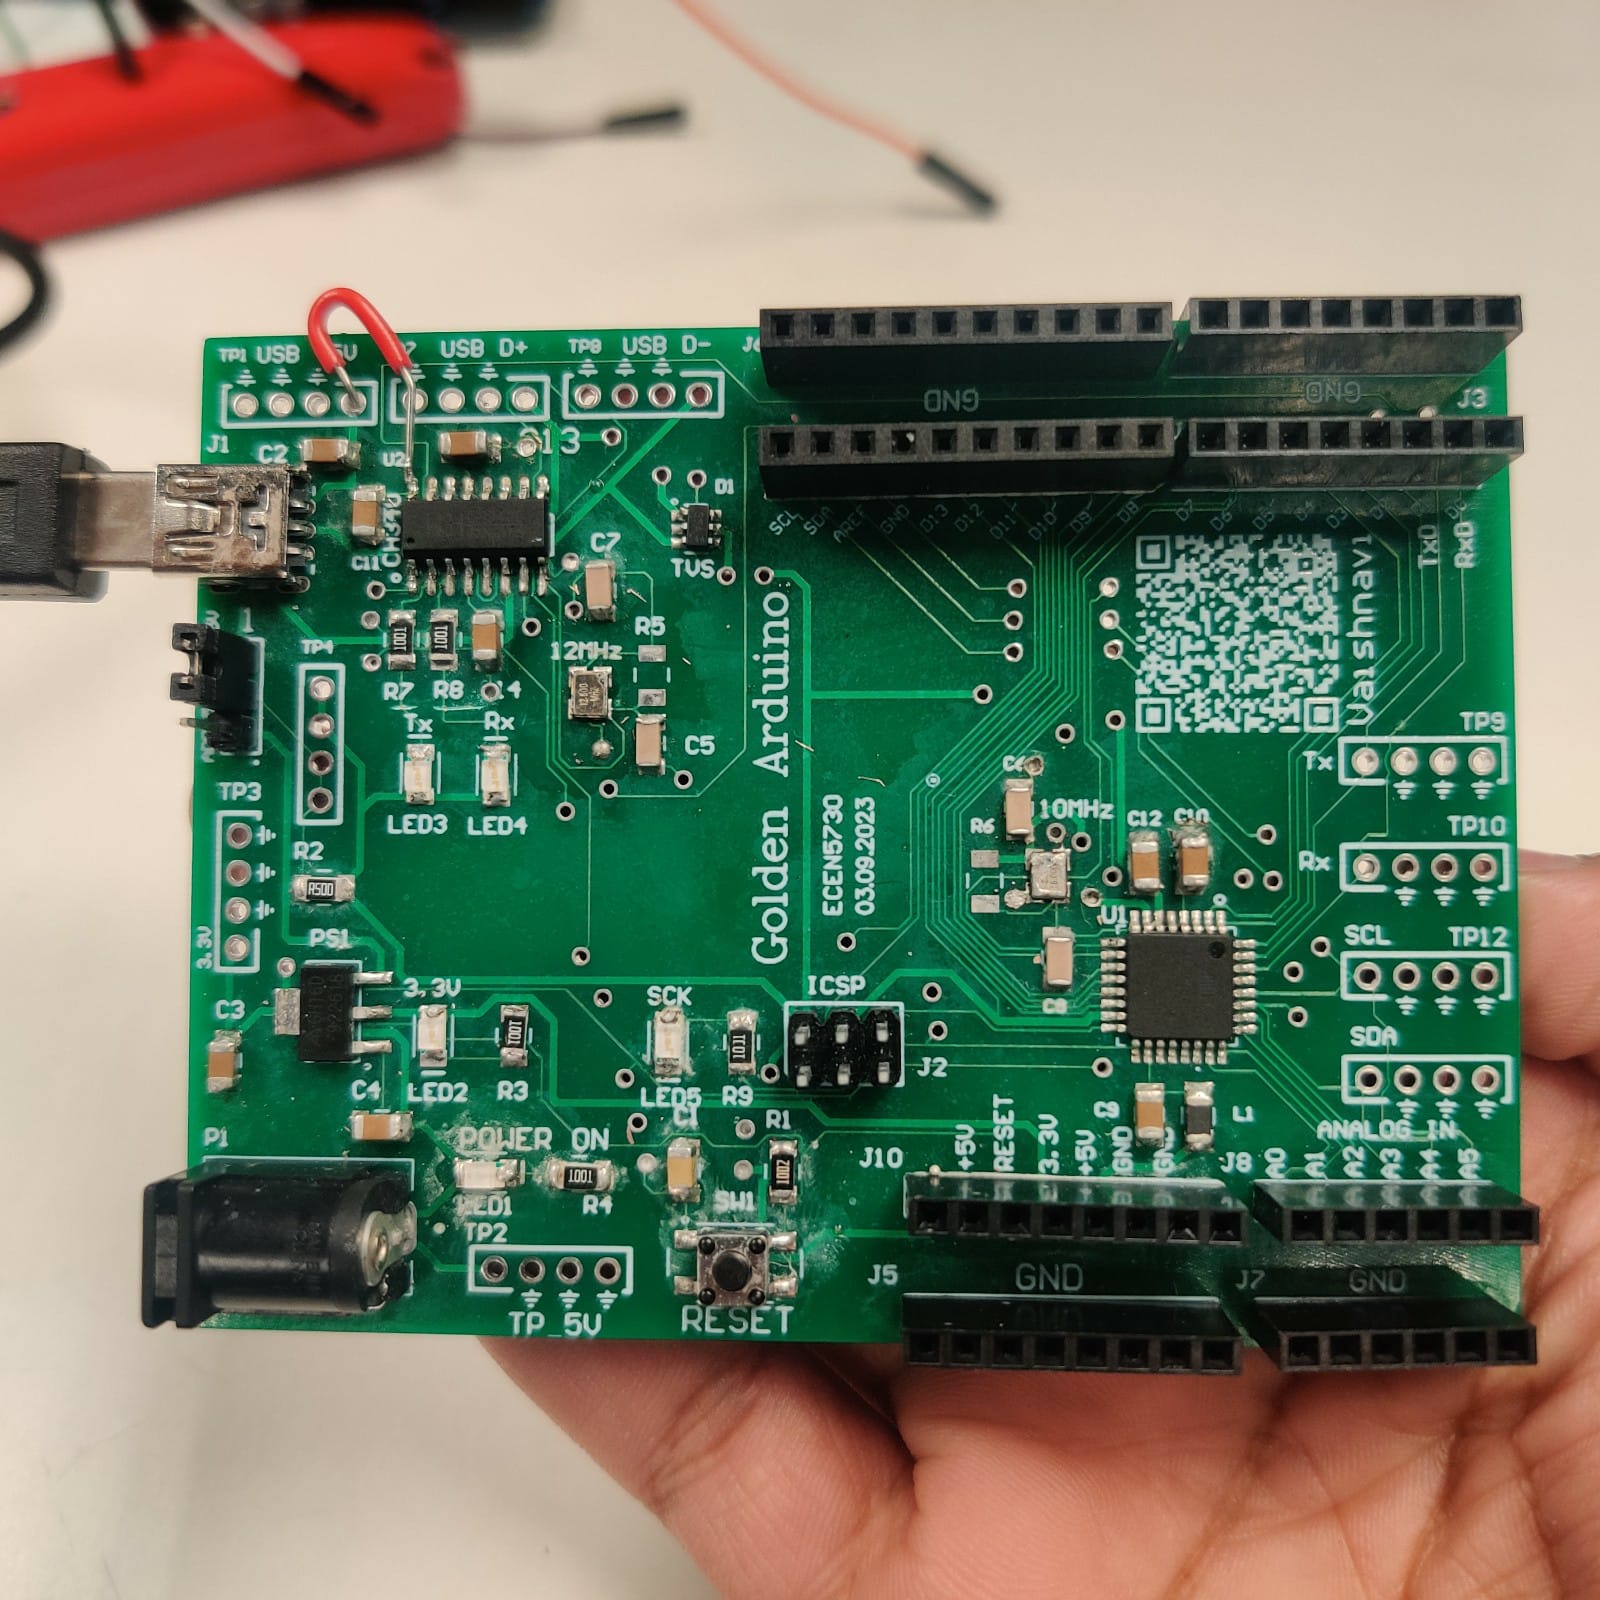 TP1 USB 5V
USB D+
TP8 USB D-
J1
C2
U2
13
J3
GND
GND
D1
C11
CH340
C7
TVS
SCL
SDA
AREF
GND
D13
D12
D11
D10
D9
D8
D7
D6
D5
D4
D3
TX0
RX0
Vaishnavi
TP4
1001
1001
R7
R8
12MHz
R5
Tx
Rx
C5
LED3
LED4
TP3
3.3V
Golden Arduino
ECEN5730
03.09.2023
R6
10MHz
C12
C10
TP9
Tx
TP10
Rx
SCL
TP12
SDA
U1
C8
R2
R500
PS1
3.3V
C3
C4
LED2
1001
R3
SCK
LED5
R9
ICSP
J2
C9
L1
P1
POWER ON
LED1
1001
R4
C1
R1
1002
SW1
RESET
TP2
TP_5V
J10
+5V
RESET
3.3V
+5V
GND
GND
J8
ANALOG IN
A0
A1
A2
A3
A4
A5
J5
GND
J7
GND